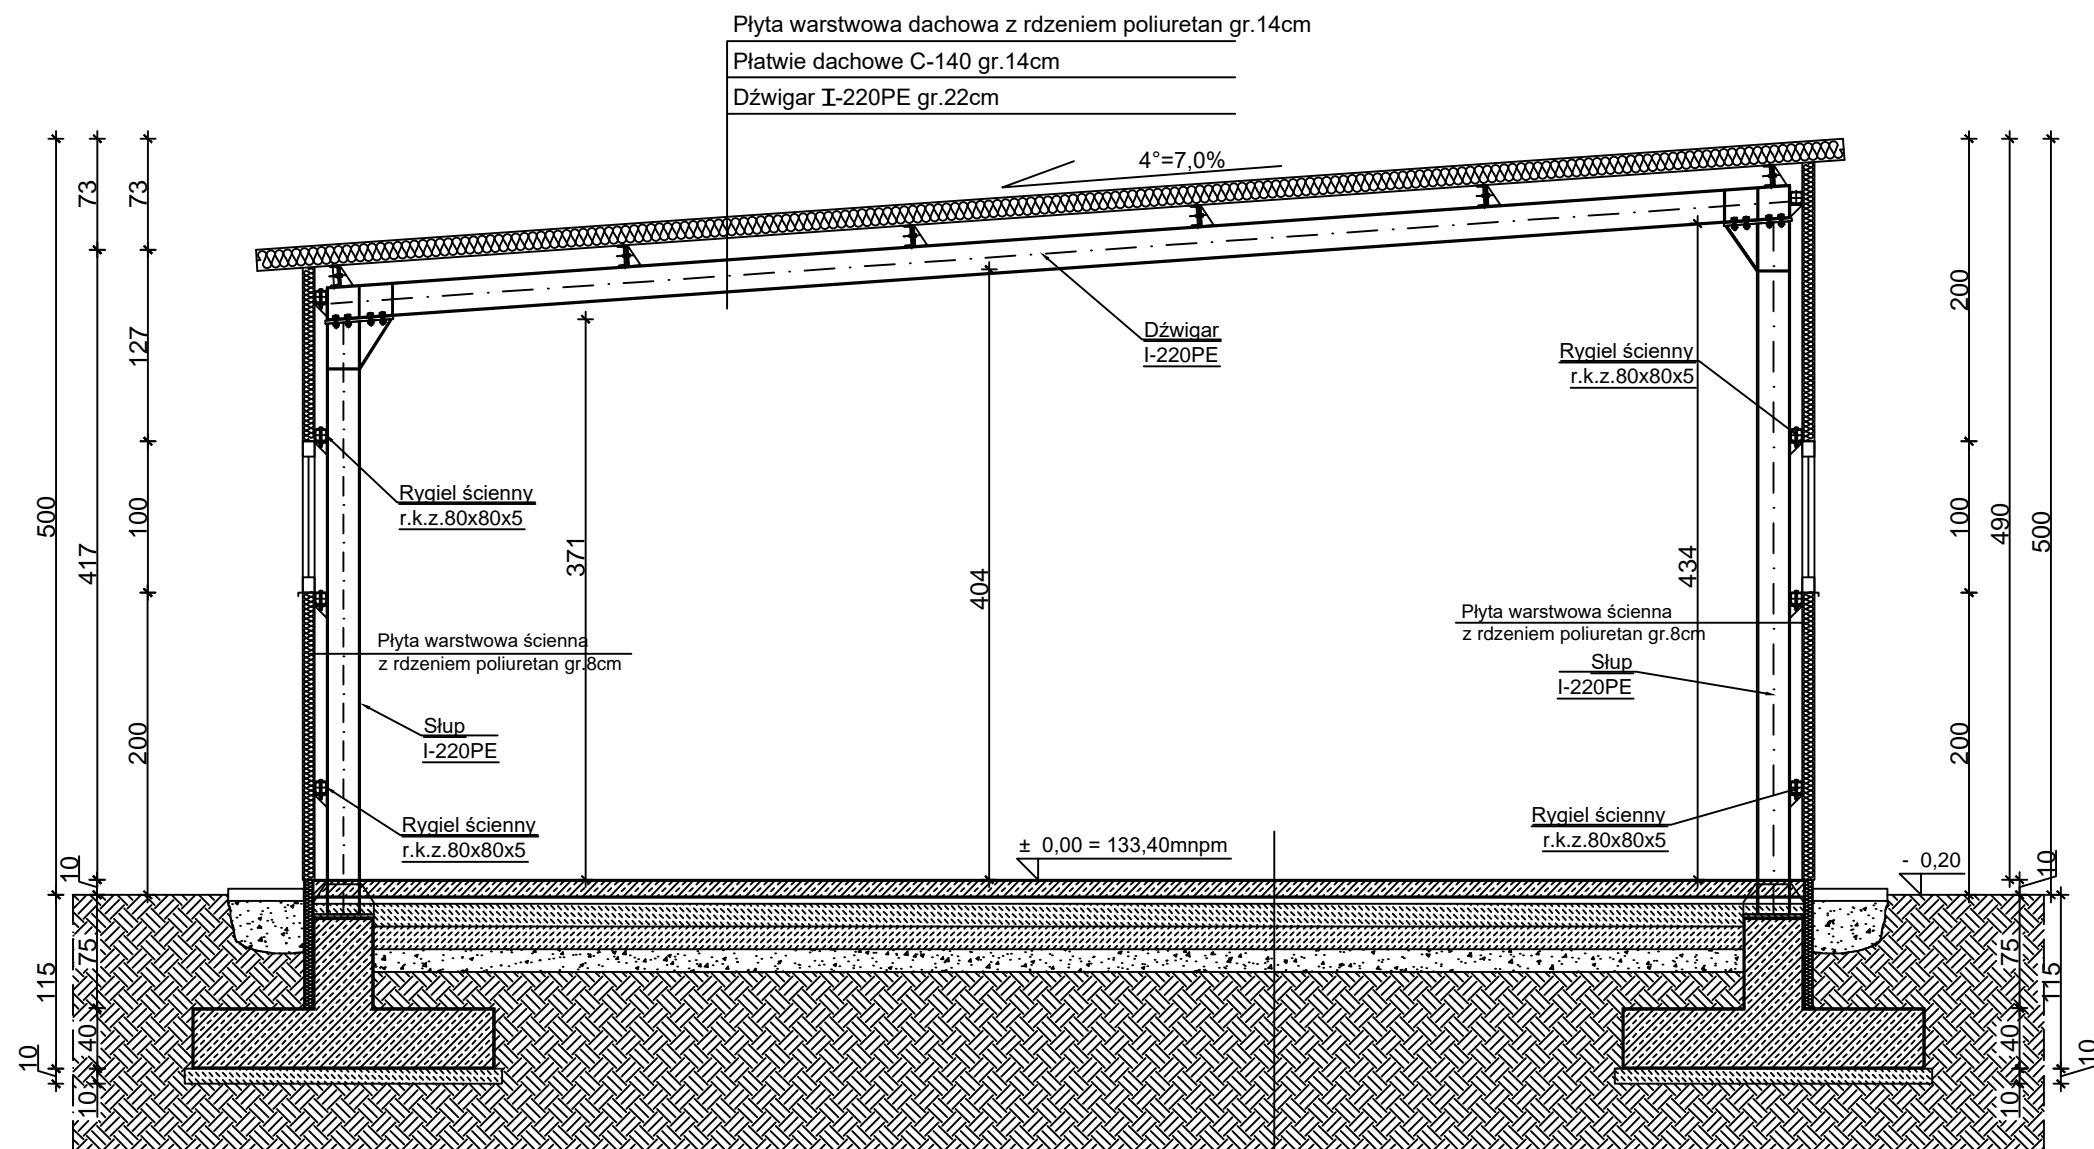 Płyta warstwowa dachowa z rdzeniem poliuretan gr.14cm
Płatwie dachowe C-140 gr.14cm
Dźwigar I-220PE gr.22cm
4°=7,0%
73
73
127
417
500
100
200
10
115
75
40
10
10
371
404
434
Dźwigar
I-220PE
Rygiel ścienny
r.k.z.80x80x5
Rygiel ścienny
r.k.z.80x80x5
Płyta warstwowa ścienna
z rdzeniem poliuretan gr.8cm
Płyta warstwowa ścienna
z rdzeniem poliuretan gr.8cm
Słup
I-220PE
Słup
I-220PE
Rygiel ścienny
r.k.z.80x80x5
Rygiel ścienny
r.k.z.80x80x5
± 0,00 = 133,40mnpm
- 0,20
200
100
490
500
200
10
75
115
40
10
10